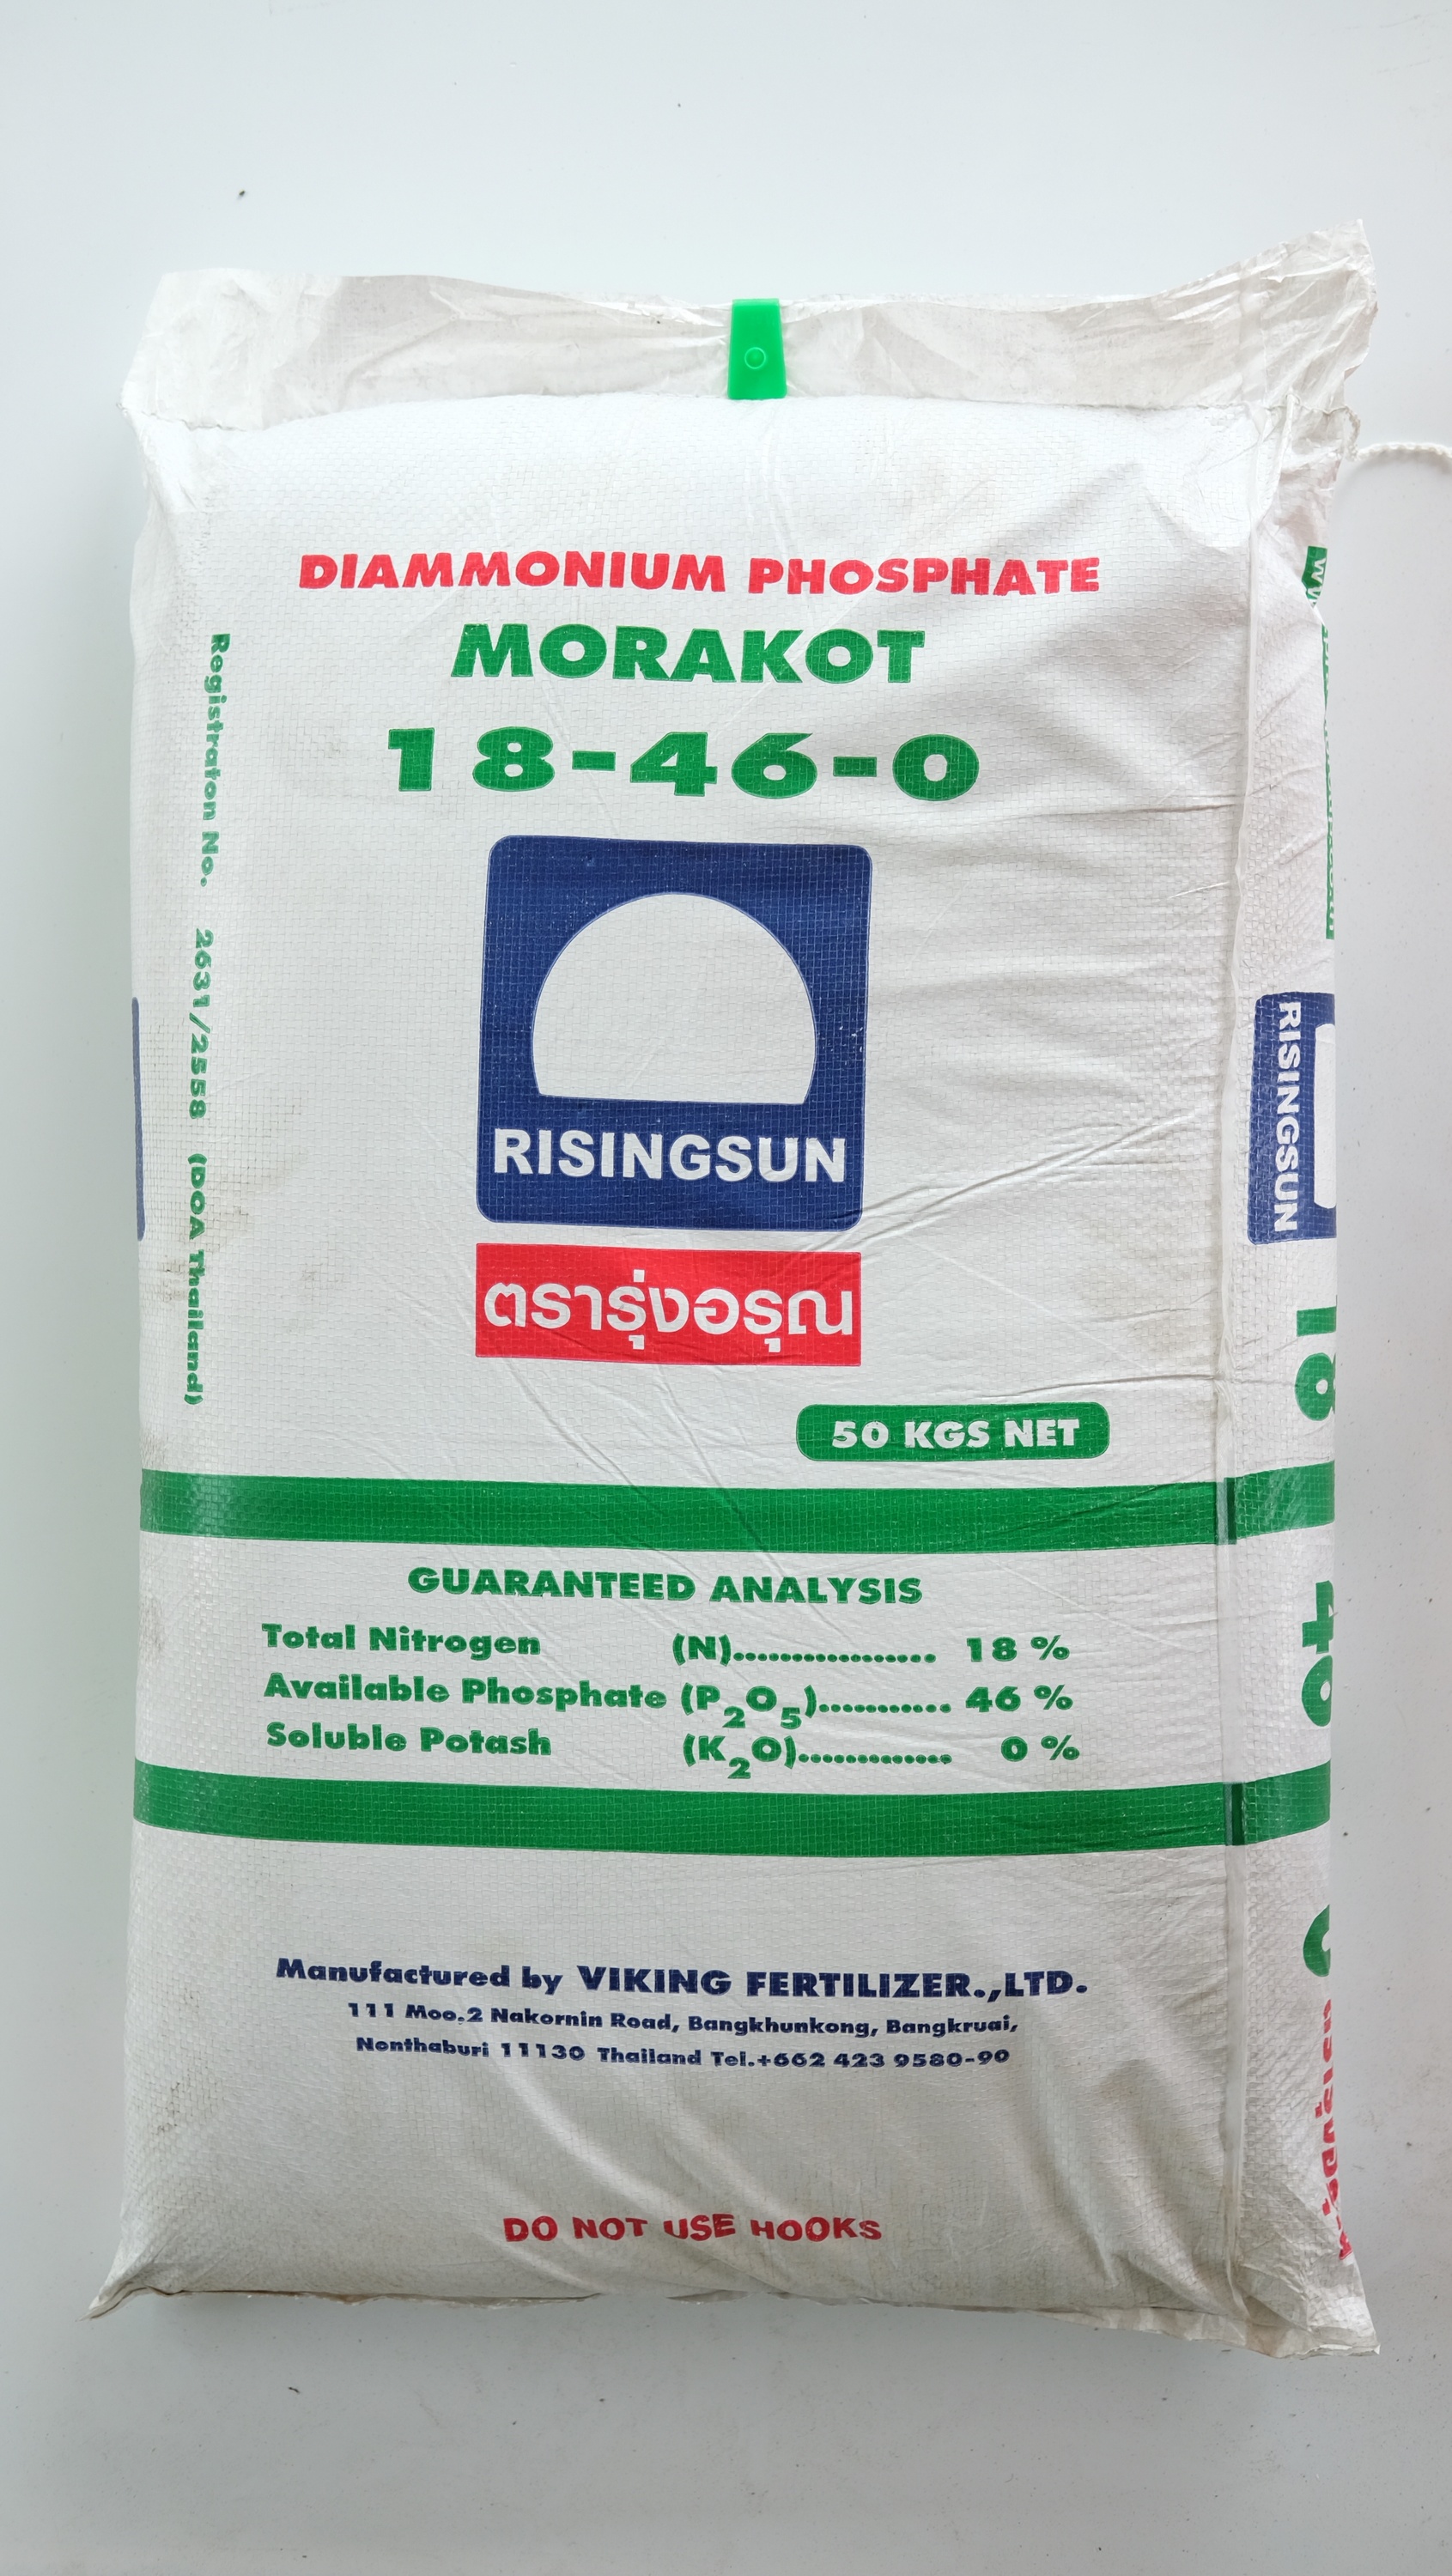 DIAMMONIUM PHOSPHATE
MORAKOT
18-46-0
RISINGSUN
ตรารุ่งอรุณ
50 KGS NET
GUARANTEED ANALYSIS
Total Nitrogen (N)................. 18 %
Available Phosphate (P2O5)........... 46 %
Soluble Potash (K2O)............. 0 %
Manufactured by VIKING FERTILIZER.,LTD.
111 Moo.2 Nakornin Road, Bangkhunkong, Bangkruai,
Nonthaburi 11130 Thailand Tel.+662 423 9580-90
DO NOT USE HOOKS
Registraton No. 2631/2558 (DOA Thailand)
RISINGSUN
18 46 0